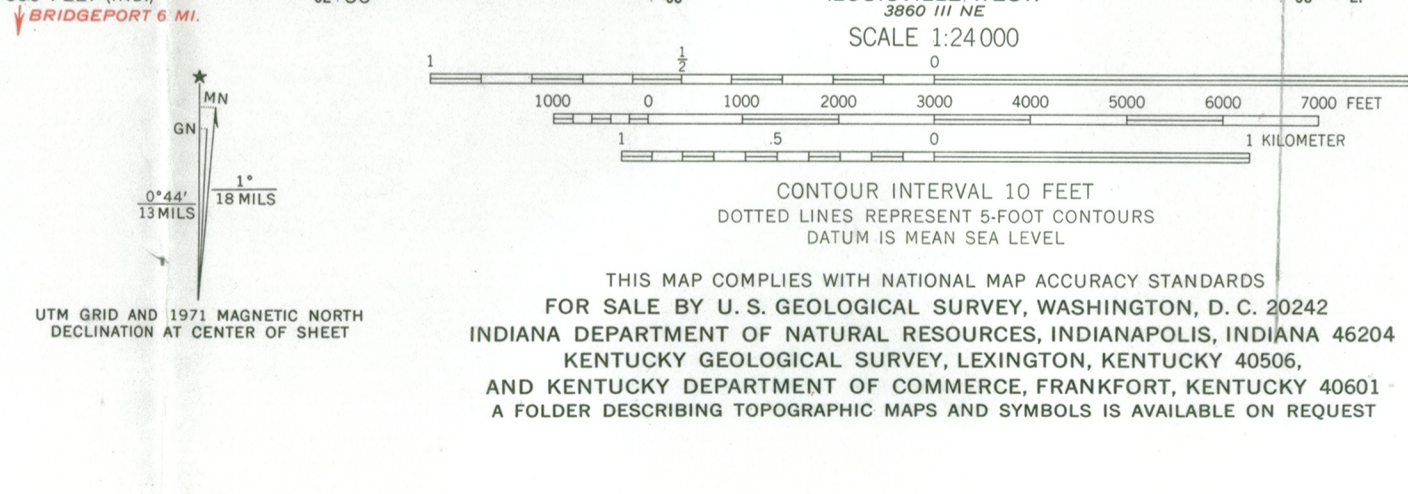 BRIDGEPORT 6 MI.
3860 III NE
SCALE 1:24 000
1 1/2 0
1000 0 1000 2000 3000 4000 5000 6000 7000 FEET
1 .5 0 1 KILOMETER
CONTOUR INTERVAL 10 FEET
DOTTED LINES REPRESENT 5-FOOT CONTOURS
DATUM IS MEAN SEA LEVEL
★
MN
GN
0°44'
13 MILS
1°
18 MILS
UTM GRID AND 1971 MAGNETIC NORTH
DECLINATION AT CENTER OF SHEET
THIS MAP COMPLIES WITH NATIONAL MAP ACCURACY STANDARDS
FOR SALE BY U. S. GEOLOGICAL SURVEY, WASHINGTON, D. C. 20242
INDIANA DEPARTMENT OF NATURAL RESOURCES, INDIANAPOLIS, INDIANA 46204
KENTUCKY GEOLOGICAL SURVEY, LEXINGTON, KENTUCKY 40506,
AND KENTUCKY DEPARTMENT OF COMMERCE, FRANKFORT, KENTUCKY 40601
A FOLDER DESCRIBING TOPOGRAPHIC MAPS AND SYMBOLS IS AVAILABLE ON REQUEST